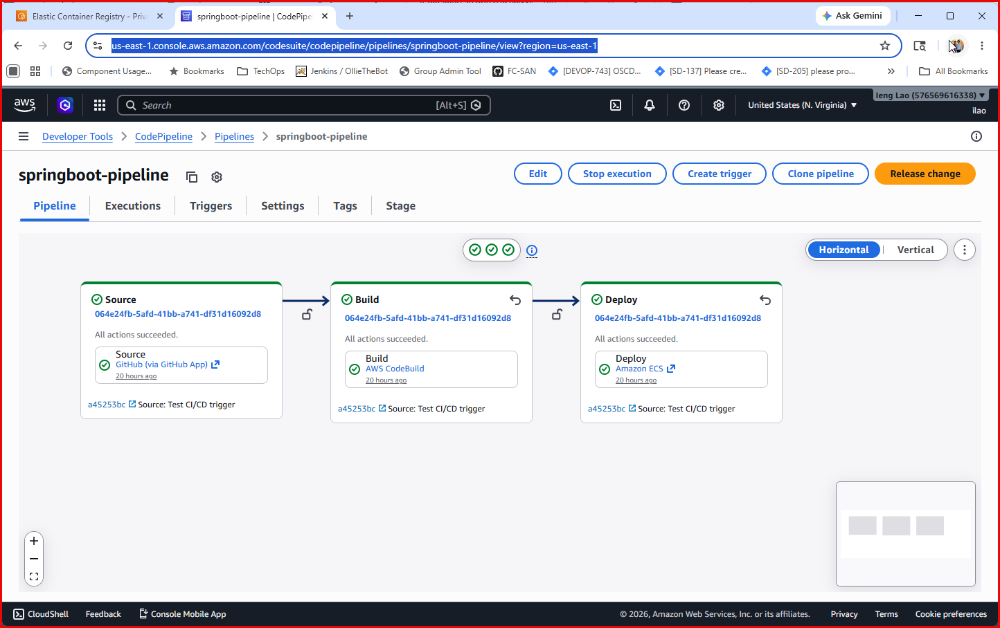 Elastic Container Registry - Priva
springboot-pipeline | CodePipe
Ask Gemini
us-east-1.console.aws.amazon.com/codesuite/codepipeline/pipelines/springboot-pipeline/view?region=us-east-1
Component Usage...
Bookmarks
TechOps
Jenkins / OllieTheBot
Group Admin Tool
FC-SAN
[DEVOP-743] OSCD...
[SD-137] Please cre...
[SD-205] please pro...
All Bookmarks
aws
Search
[Alt+S]
United States (N. Virginia)
Ieng Lao (576569616338)
ilao
Developer Tools
CodePipeline
Pipelines
springboot-pipeline
springboot-pipeline
Edit
Stop execution
Create trigger
Clone pipeline
Release change
Pipeline
Executions
Triggers
Settings
Tags
Stage
Horizontal
Vertical
Source
064e24fb-5afd-41bb-a741-df31d16092d8
All actions succeeded.
Source
GitHub (via GitHub App)
20 hours ago
a45253bc Source: Test CI/CD trigger
Build
064e24fb-5afd-41bb-a741-df31d16092d8
All actions succeeded.
Build
AWS CodeBuild
20 hours ago
a45253bc Source: Test CI/CD trigger
Deploy
064e24fb-5afd-41bb-a741-df31d16092d8
All actions succeeded.
Deploy
Amazon ECS
20 hours ago
a45253bc Source: Test CI/CD trigger
CloudShell
Feedback
Console Mobile App
© 2026, Amazon Web Services, Inc. or its affiliates.
Privacy
Terms
Cookie preferences